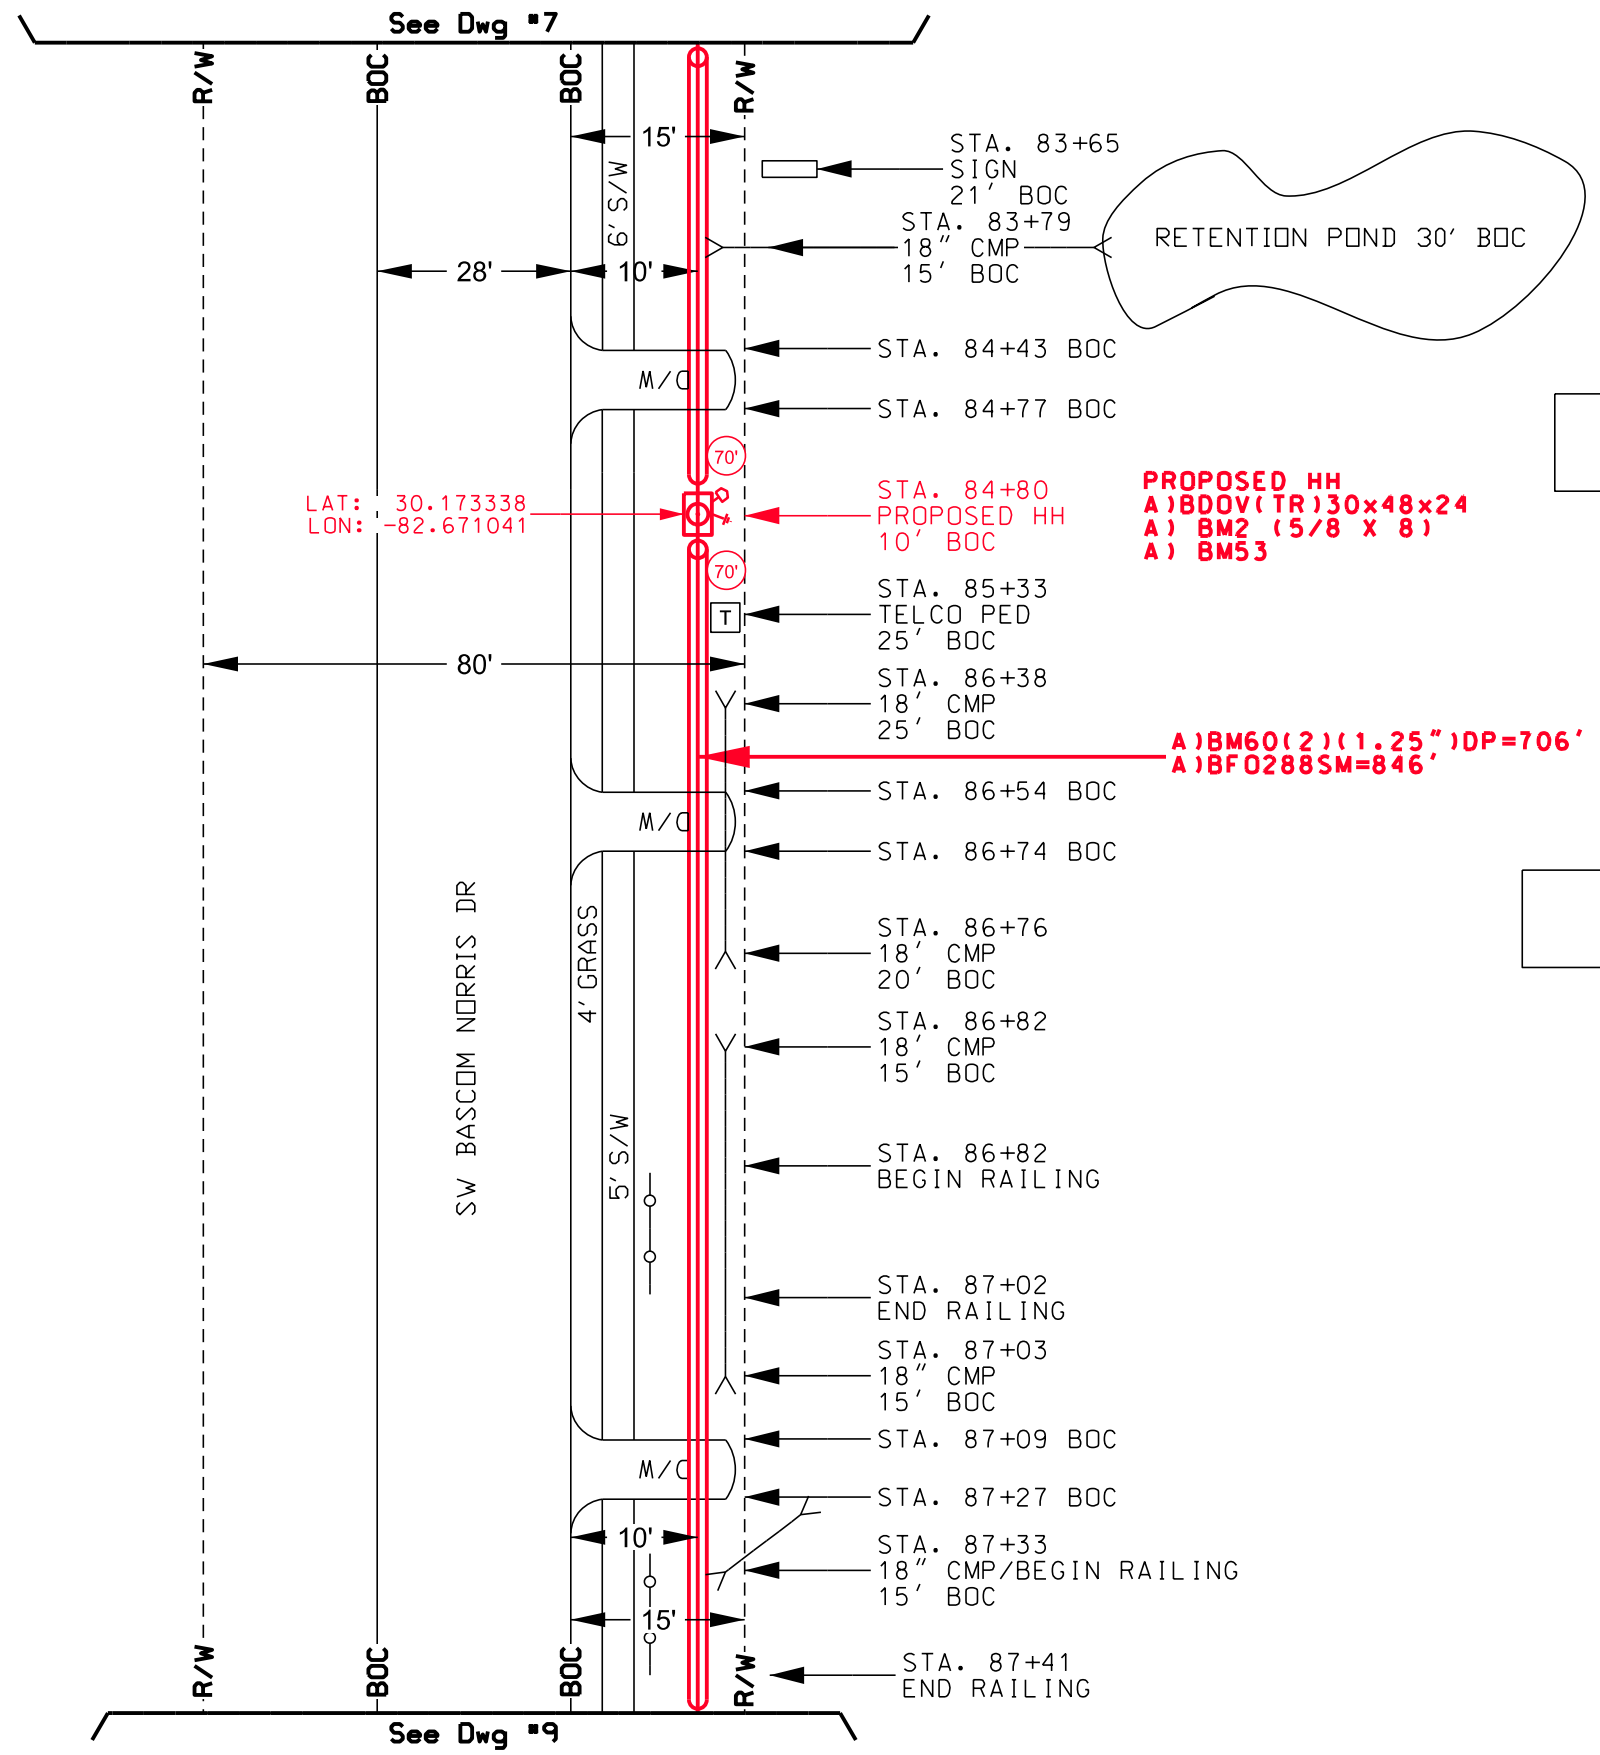 See Dwg "7
R/W
BOC
BOC
R/W
15'
6' S/W
STA. 83+65
SIGN
21' BOC
STA. 83+79
18" CMP
15' BOC
RETENTION POND 30' BOC
28'
10'
STA. 84+43 BOC
D/W
STA. 84+77 BOC
70'
LAT: 30.173338
LON: -82.671041
STA. 84+80
PROPOSED HH
10' BOC
PROPOSED HH
A)BDOV(TR)30x48x24
A) BM2 (5/8 X 8)
A) BM53
70'
STA. 85+33
TELCO PED
25' BOC
T
80'
STA. 86+38
18' CMP
25' BOC
A)BM60(2)(1.25")DP=706'
A)BFO288SM=846'
STA. 86+54 BOC
D/W
STA. 86+74 BOC
SW BASCOM NORRIS DR
4' GRASS
STA. 86+76
18' CMP
20' BOC
STA. 86+82
18' CMP
15' BOC
5' S/W
STA. 86+82
BEGIN RAILING
STA. 87+02
END RAILING
STA. 87+03
18" CMP
15' BOC
STA. 87+09 BOC
D/W
STA. 87+27 BOC
10'
STA. 87+33
18" CMP/BEGIN RAILING
15' BOC
15'
STA. 87+41
END RAILING
R/W
BOC
BOC
R/W
See Dwg "9